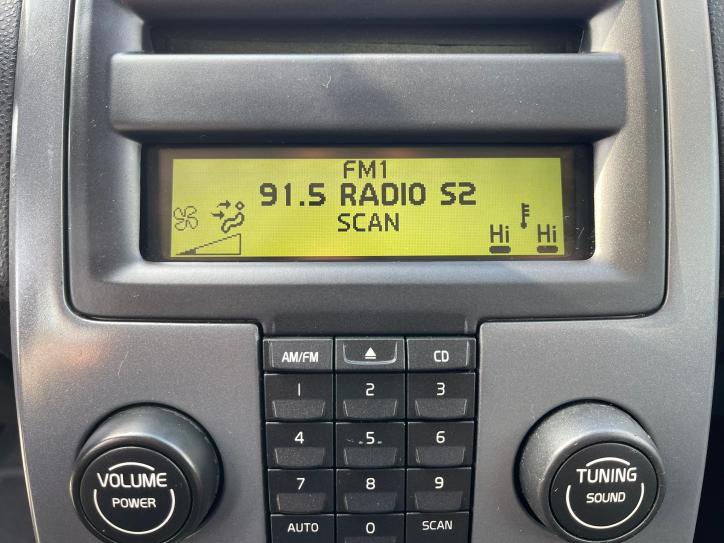 FM1
91.5 RADIO S2
SCAN
Hi Hi
AM/FM CD
1 2 3
4 5 6
7 8 9
AUTO 0 SCAN
VOLUME
POWER
TUNING
SOUND